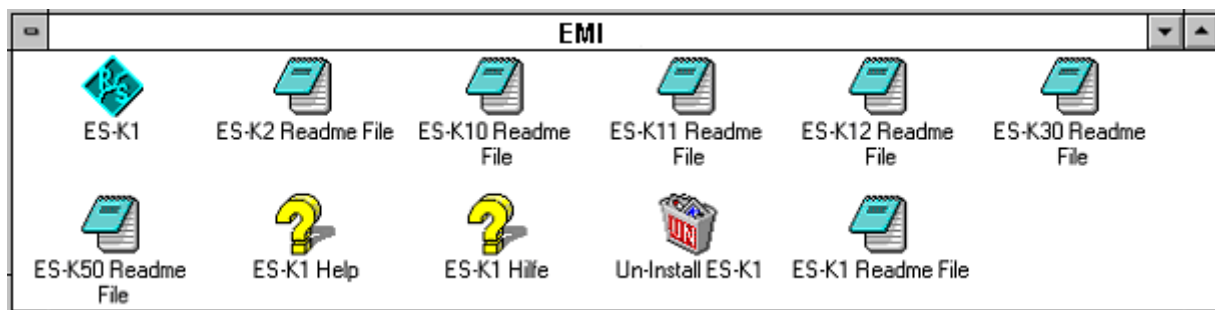 EMI
R
S
ES-K1
ES-K2 Readme File
ES-K10 Readme
File
ES-K11 Readme
File
ES-K12 Readme
File
ES-K30 Readme
File
ES-K50 Readme
File
ES-K1 Help
ES-K1 Hilfe
UN
Un-Install ES-K1
ES-K1 Readme File